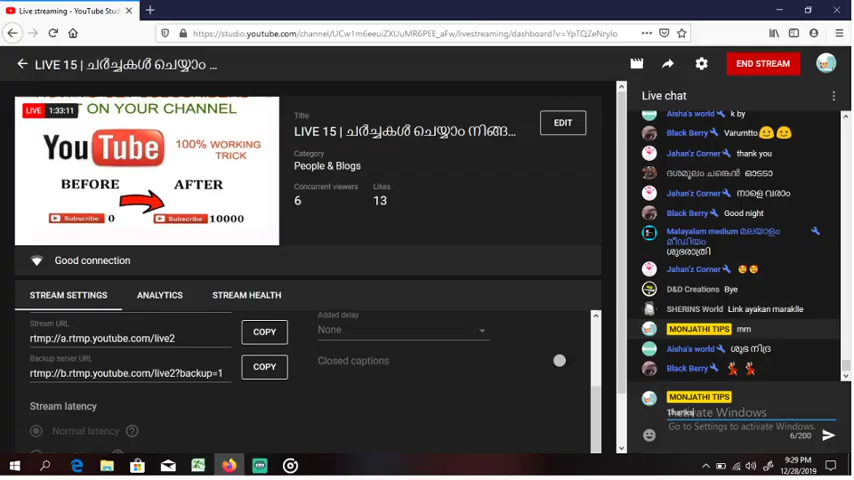 Live streaming - YouTube Stud
https://studio.youtube.com/channel/UCw1m6eeuiZXUuMR6PEE_aFw/livestreaming/dashboard?v=YpTQZeNryIo
LIVE 15 | ചർച്ചകൾ ചെയ്യാം ...
END STREAM
LIVE 1:33:11
T ON YOUR CHANNEL
YouTube
100% WORKING
TRICK
BEFORE
AFTER
Subscribe 0
Subscribe 10000
Title
LIVE 15 | ചർച്ചകൾ ചെയ്യാം നിങ്ങ...
EDIT
Category
People & Blogs
Concurrent viewers
Likes
6
13
Good connection
STREAM SETTINGS
ANALYTICS
STREAM HEALTH
Stream URL
rtmp://a.rtmp.youtube.com/live2
COPY
Backup server URL
rtmp://b.rtmp.youtube.com/live2?backup=1
COPY
Added delay
None
Closed captions
Stream latency
Normal latency
Live chat
Aisha's world k by
Black Berry Varumtto
Jahan'z Corner thank you
ദശമൂലം ചങ്കെൻ ഓടടാ
Jahan'z Corner നാളെ വരാം
Black Berry Good night
Malayalam medium മലയാളം
മീഡിയം
ശുഭരാത്രി
Jahan'z Corner
D&D Creations Bye
SHERINS World Link ayakan maraklle
MONJATHI TIPS mm
Aisha's world ശുഭ നിദ്ര
Black Berry
MONJATHI TIPS
Thanks
Activate Windows
Go to Settings to activate Windows.
6/200
9:29 PM
12/28/2019